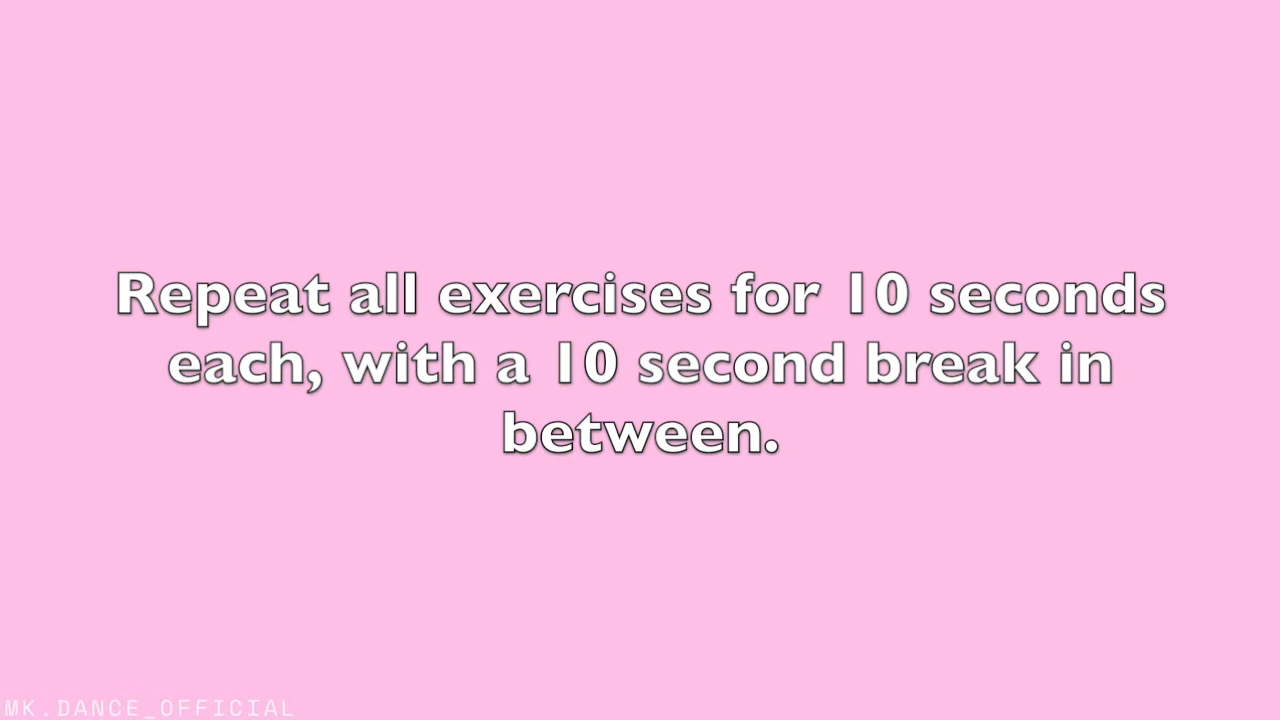 Repeat all exercises for 10 seconds
each, with a 10 second break in
between.
MK.DANCE_OFFICIAL